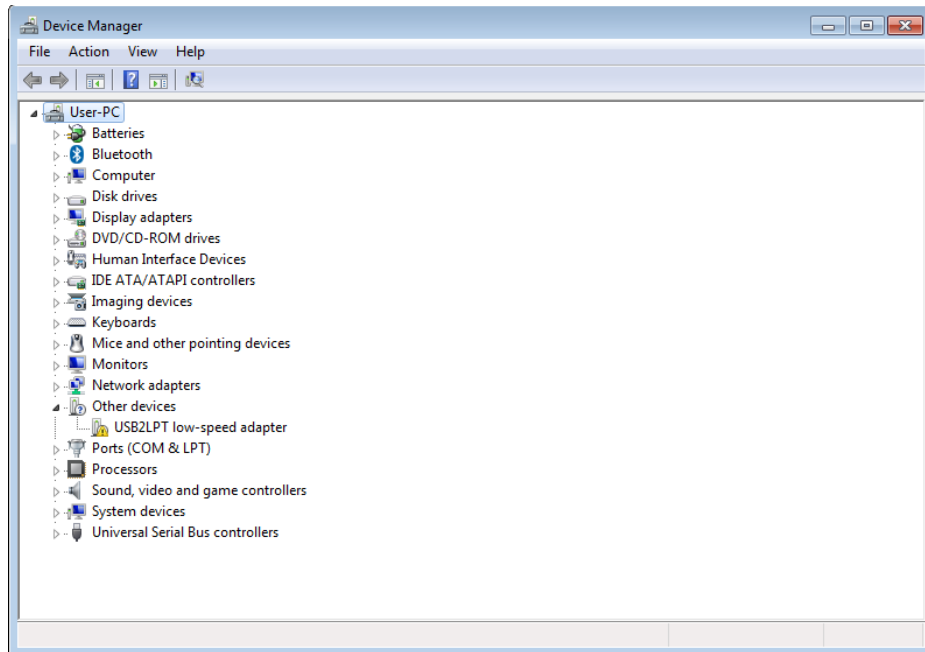 Device Manager
File Action View Help
User-PC
Batteries
Bluetooth
Computer
Disk drives
Display adapters
DVD/CD-ROM drives
Human Interface Devices
IDE ATA/ATAPI controllers
Imaging devices
Keyboards
Mice and other pointing devices
Monitors
Network adapters
Other devices
USB2LPT low-speed adapter
Ports (COM & LPT)
Processors
Sound, video and game controllers
System devices
Universal Serial Bus controllers